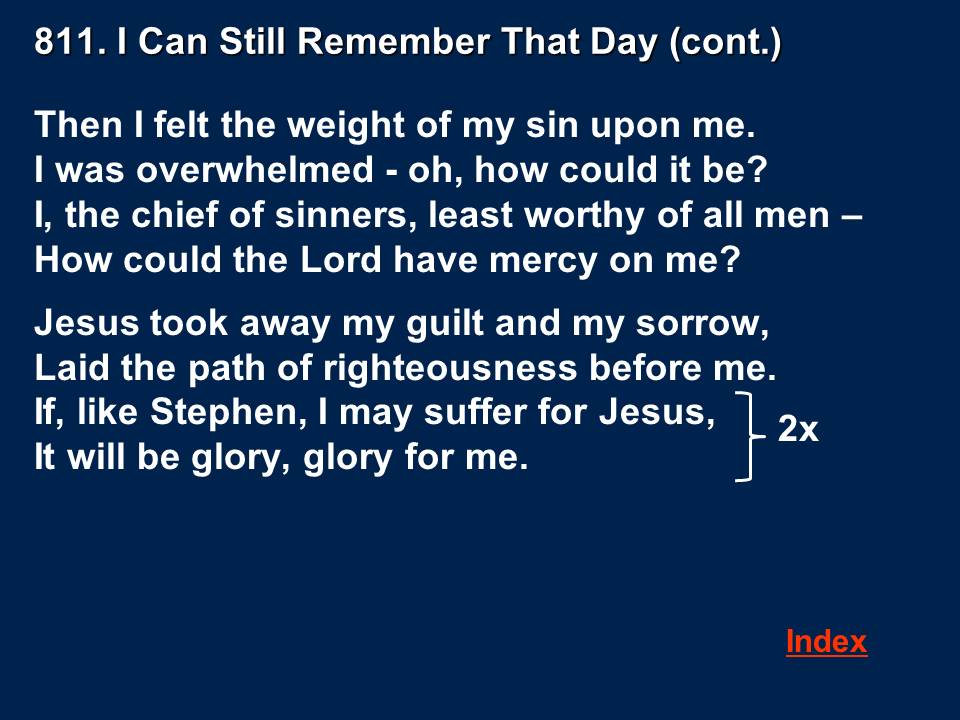 811. I Can Still Remember That Day (cont.)
Then I felt the weight of my sin upon me.
I was overwhelmed - oh, how could it be?
I, the chief of sinners, least worthy of all men –
How could the Lord have mercy on me?
Jesus took away my guilt and my sorrow,
Laid the path of righteousness before me.
If, like Stephen, I may suffer for Jesus,
It will be glory, glory for me.
2x
Index